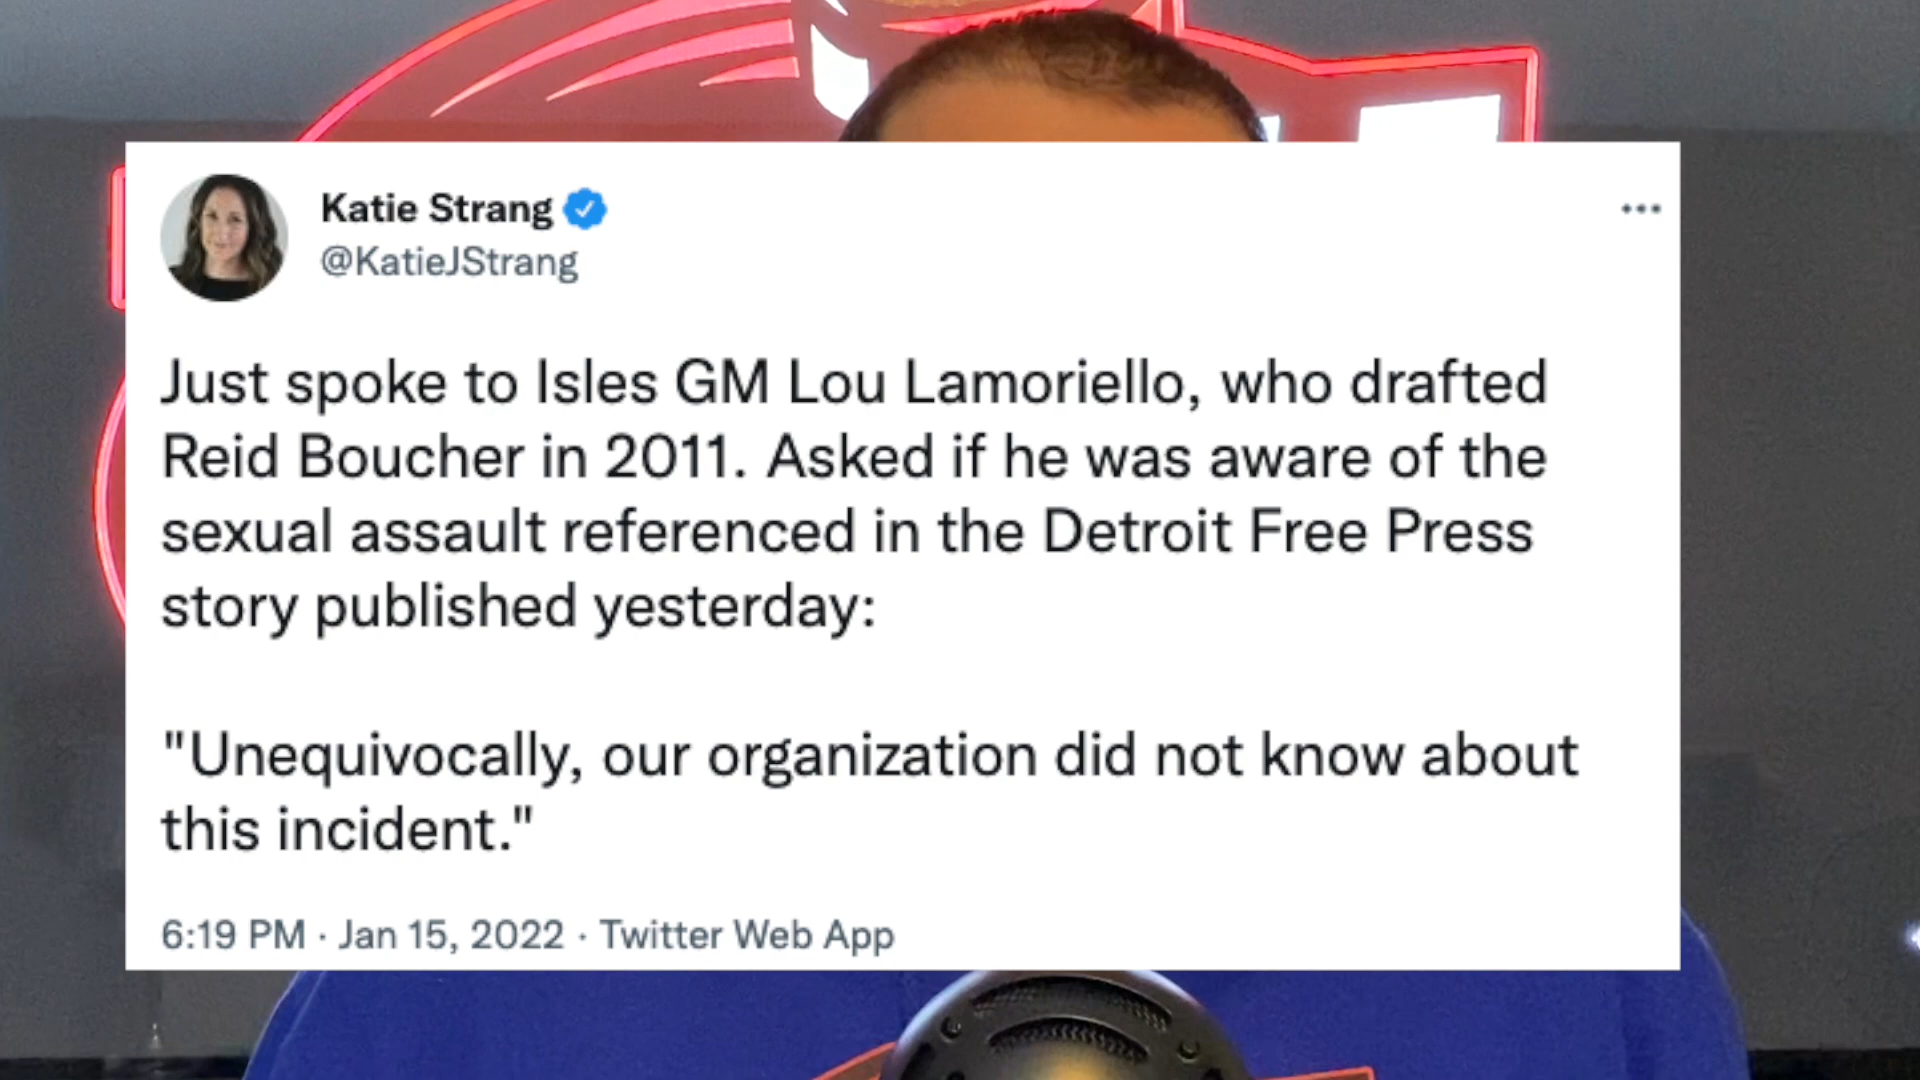 Katie Strang
@KatieJStrang
Just spoke to Isles GM Lou Lamoriello, who drafted
Reid Boucher in 2011. Asked if he was aware of the
sexual assault referenced in the Detroit Free Press
story published yesterday:
"Unequivocally, our organization did not know about
this incident."
6:19 PM · Jan 15, 2022 · Twitter Web App